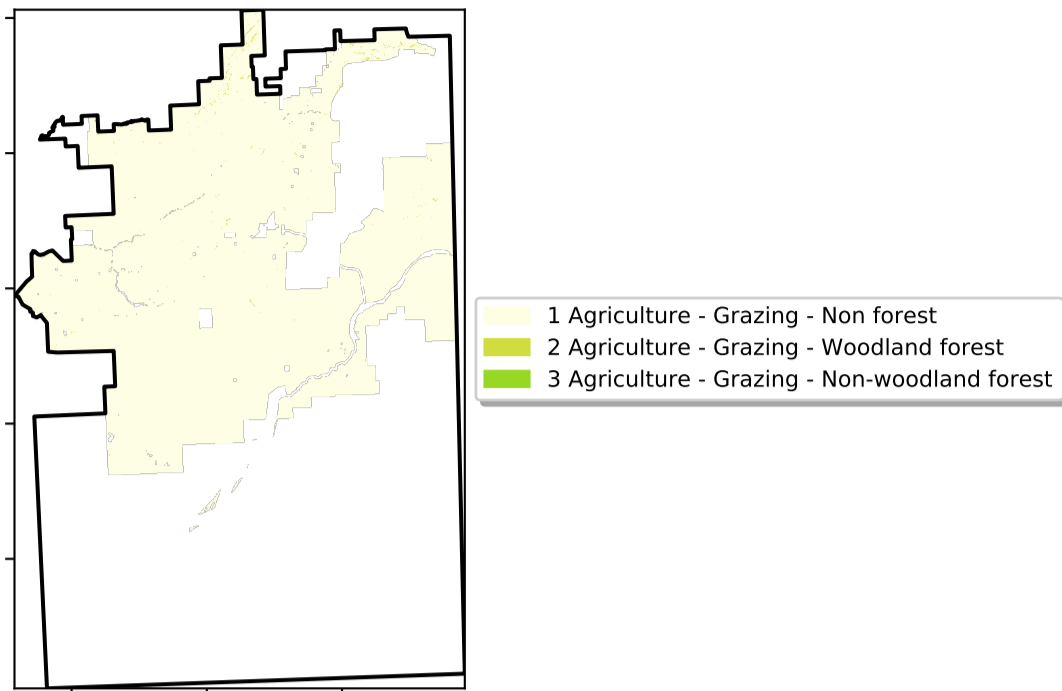 1 Agriculture - Grazing - Non forest
2 Agriculture - Grazing - Woodland forest
3 Agriculture - Grazing - Non-woodland forest